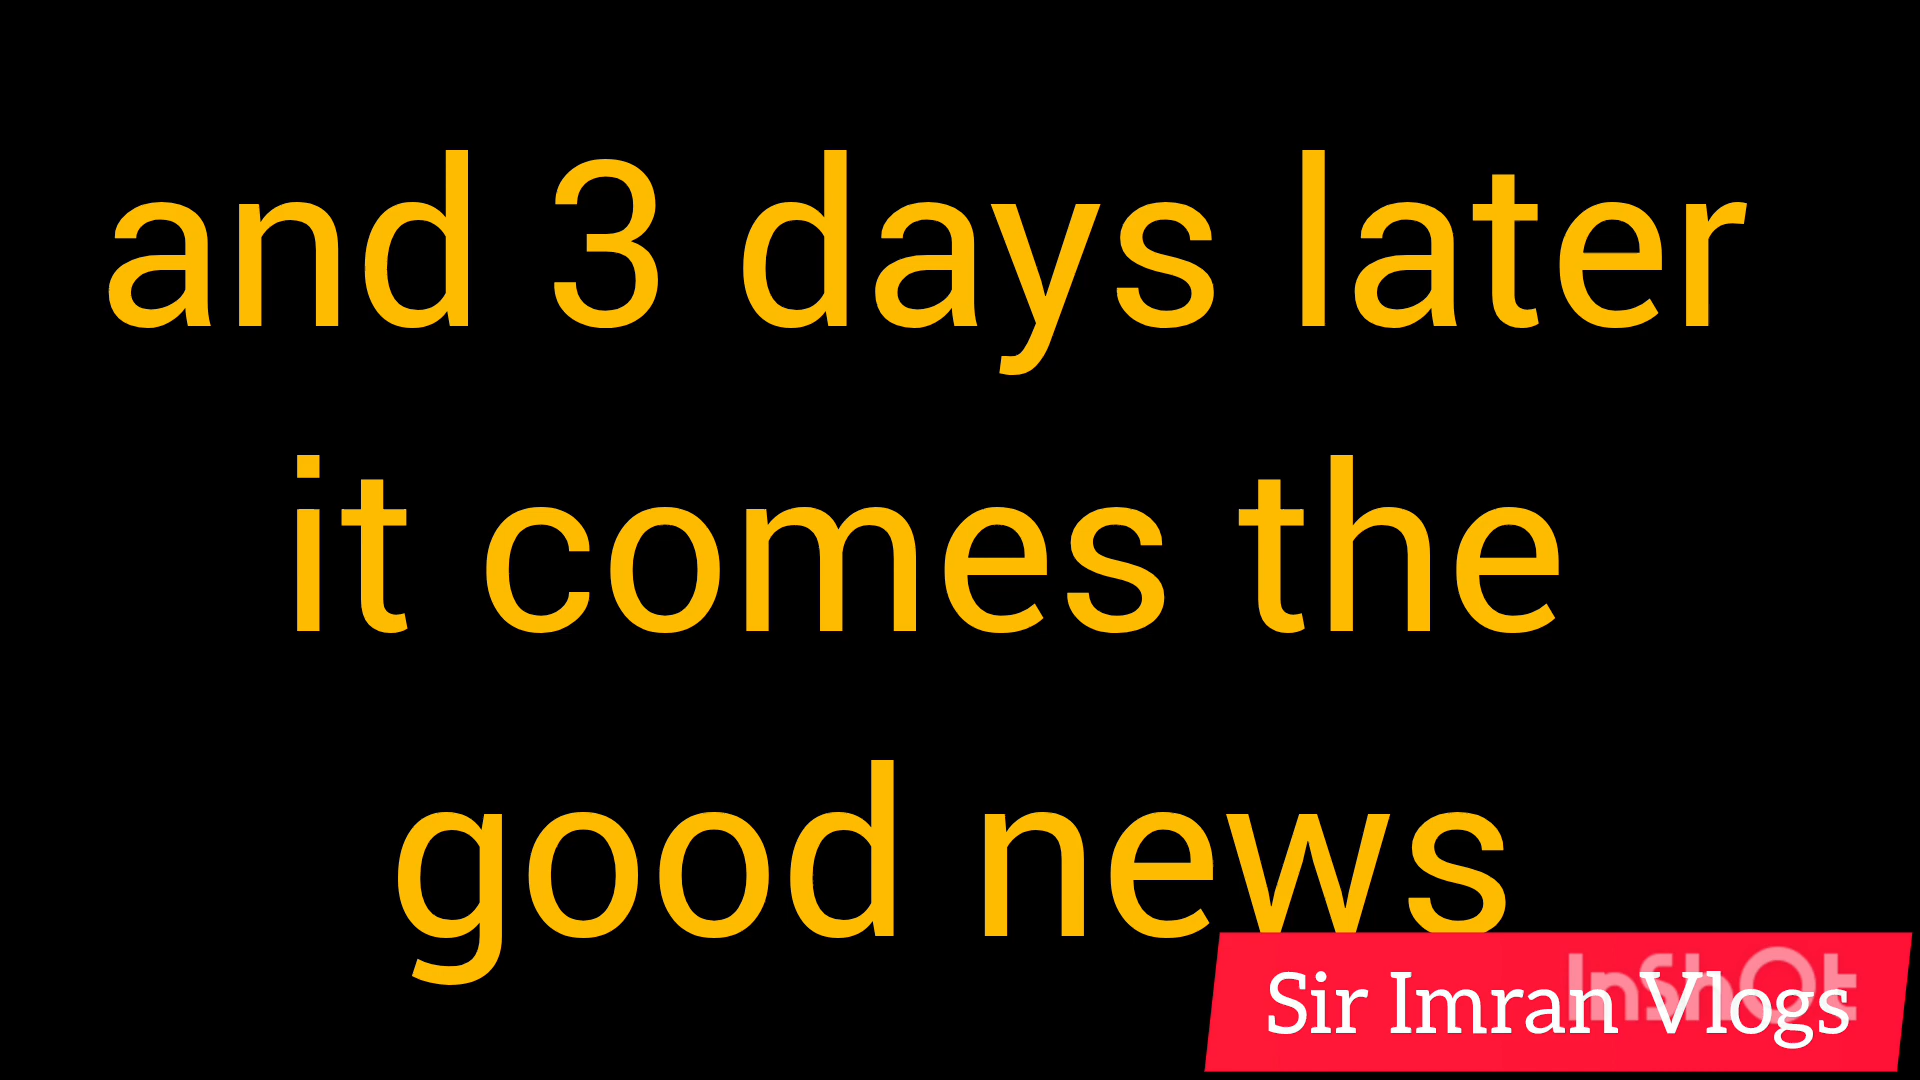 and 3 days later
it comes the
good news
Sir Imran Vlogs
InShOt